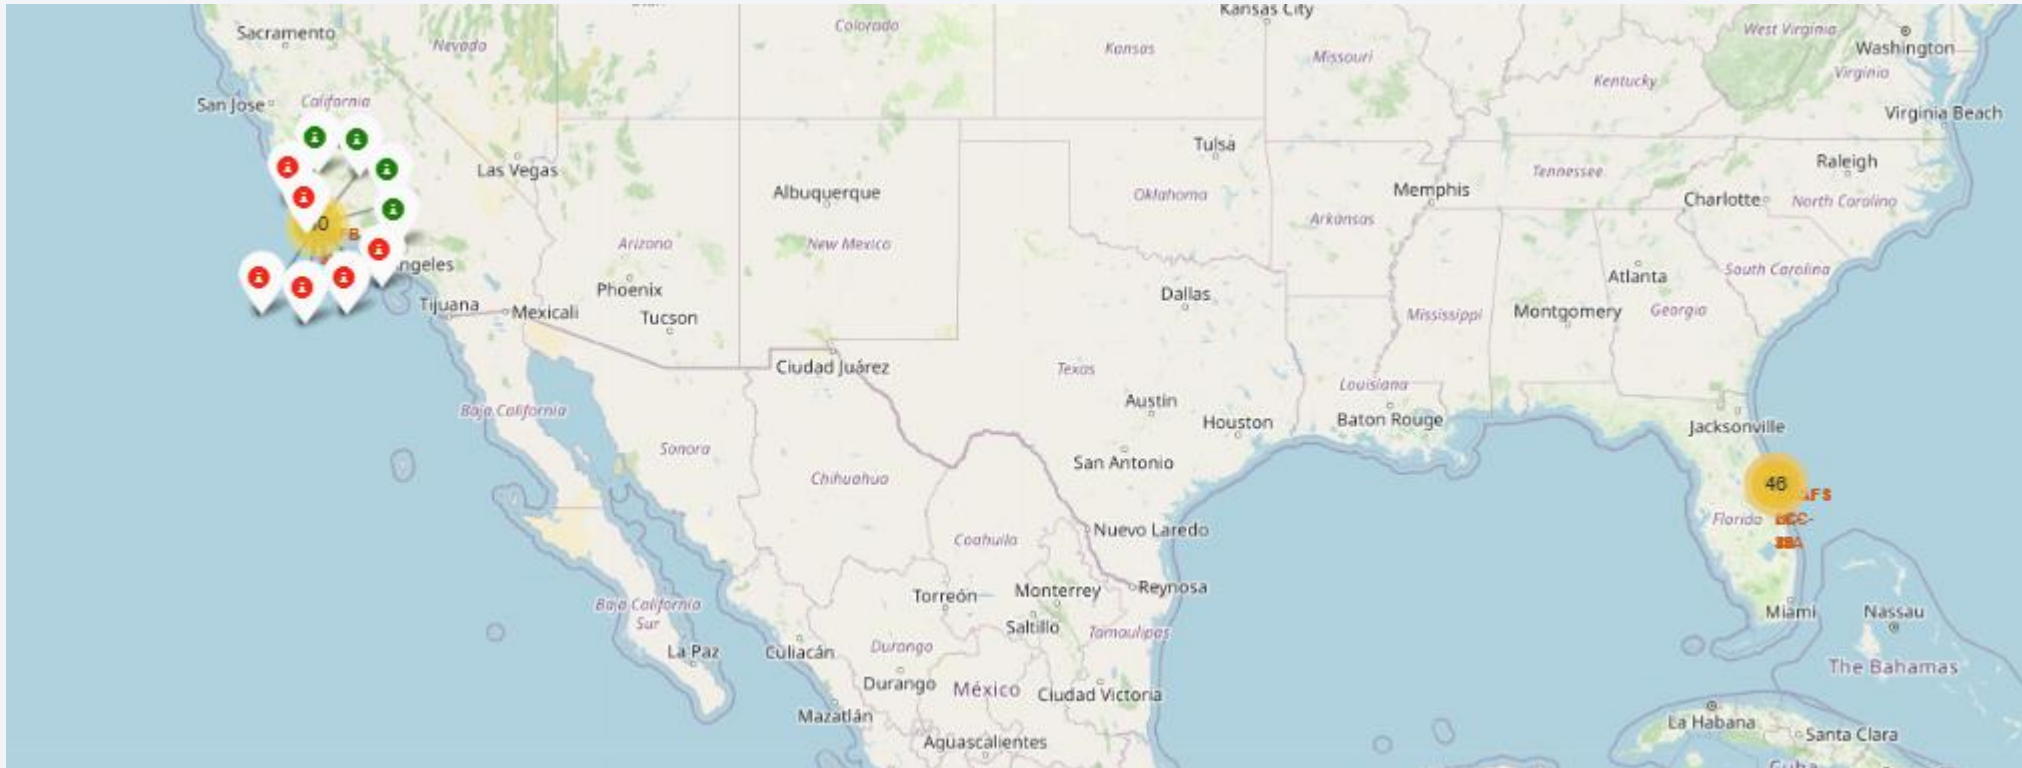 Kansas City
Sacramento
Nevada
Colorado
Kansas
Missouri
West Virginia
Washington
Kentucky
Virginia
San Jose
California
Virginia Beach
Tulsa
Las Vegas
Albuquerque
Oklahoma
Memphis
Tennessee
Raleigh
Charlotte
North Carolina
Arkansas
Arizona
New Mexico
ngeles
Phoenix
Tucson
Dallas
Atlanta
South Carolina
Tijuana
Mexicali
Mississippi
Montgomery
Georgia
Ciudad Juárez
Texas
Louisiana
Baja California
Austin
Houston
Baton Rouge
Jacksonville
Sonora
San Antonio
Chihuahua
46
Florida
Nuevo Laredo
Coahuila
Torreón
Monterrey
Reynosa
Baja California
Sur
Saltillo
Tamaulipas
Miami
Nassau
La Paz
Culiacán
Durango
The Bahamas
Durango
México
Ciudad Victoria
Mazatlán
La Habana
Santa Clara
Aguascalientes
Cuba